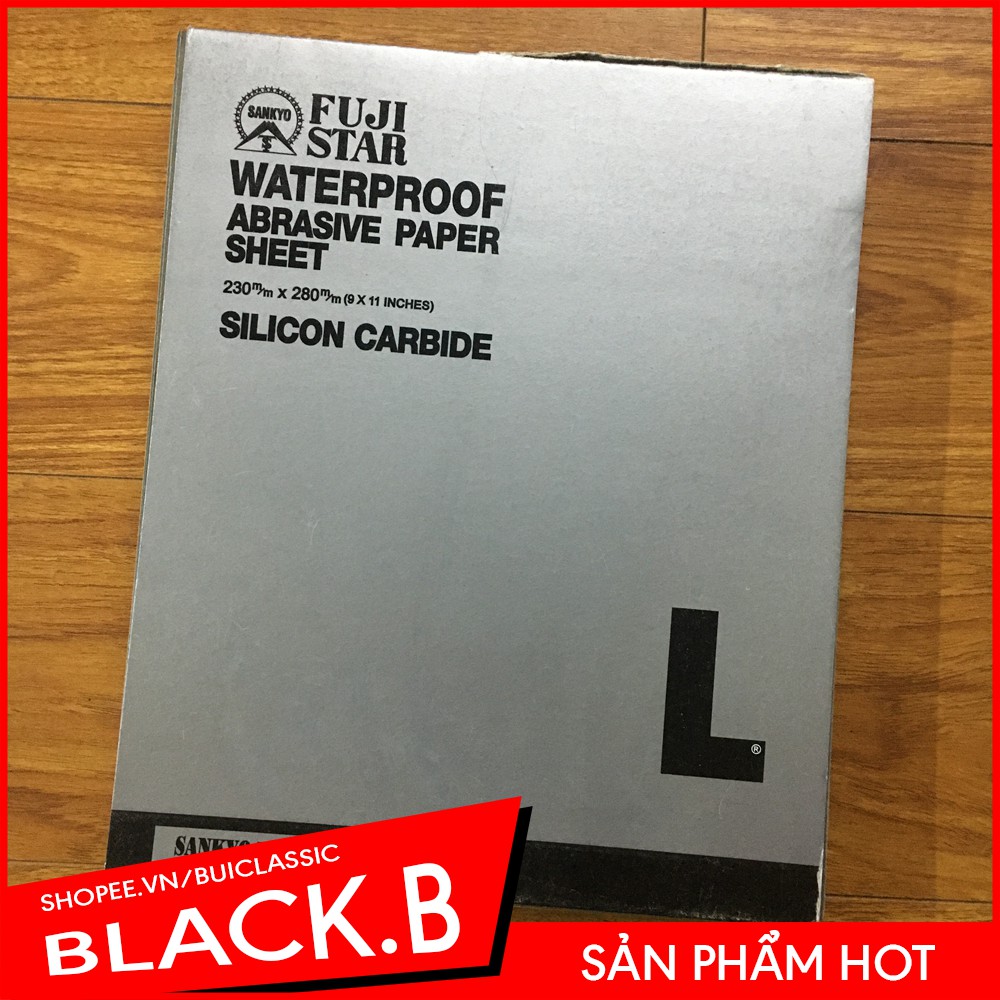 SANKYO
FUJI
STAR
WATERPROOF
ABRASIVE PAPER
SHEET
230m/m x 280m/m (9 X 11 INCHES)
SILICON CARBIDE
L®
SANKYO
SHOPEE.VN/BUICLASSIC
BLACK.B
SẢN PHẨM HOT